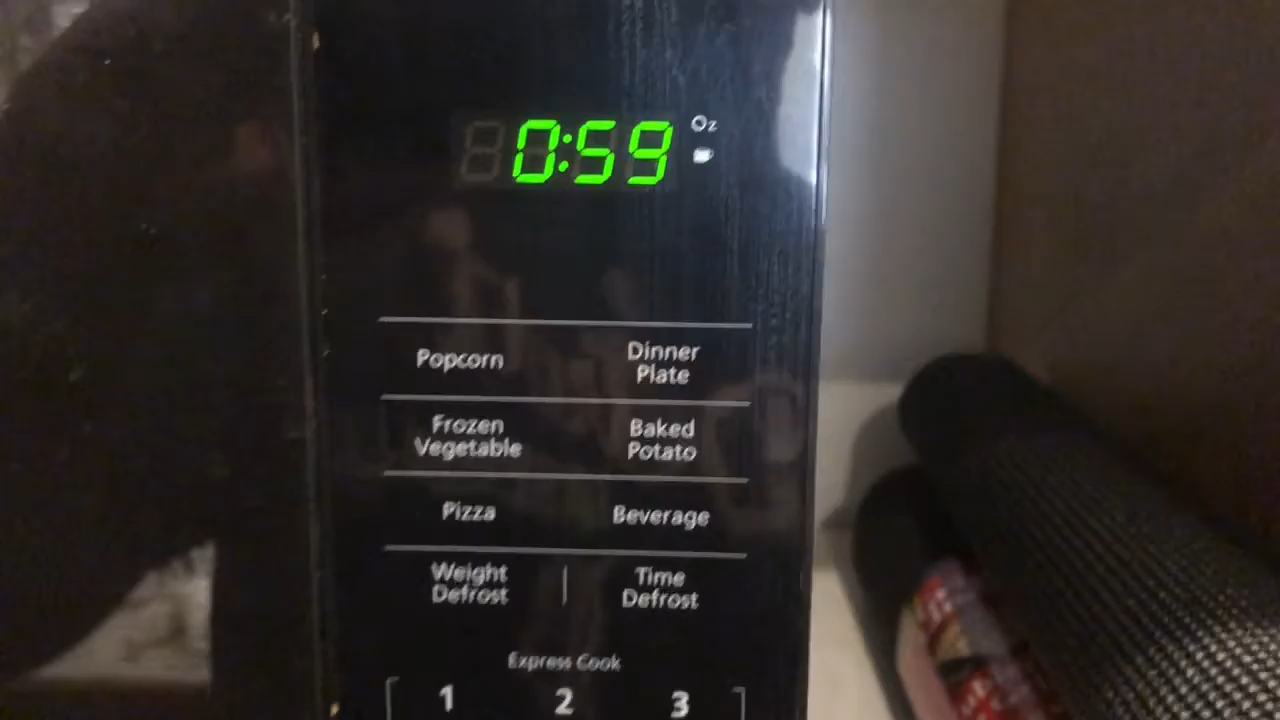 0:59
Oz
Popcorn
Dinner
Plate
Frozen
Vegetable
Baked
Potato
Pizza
Beverage
Weight
Defrost
Time
Defrost
Express Cook
1 2 3